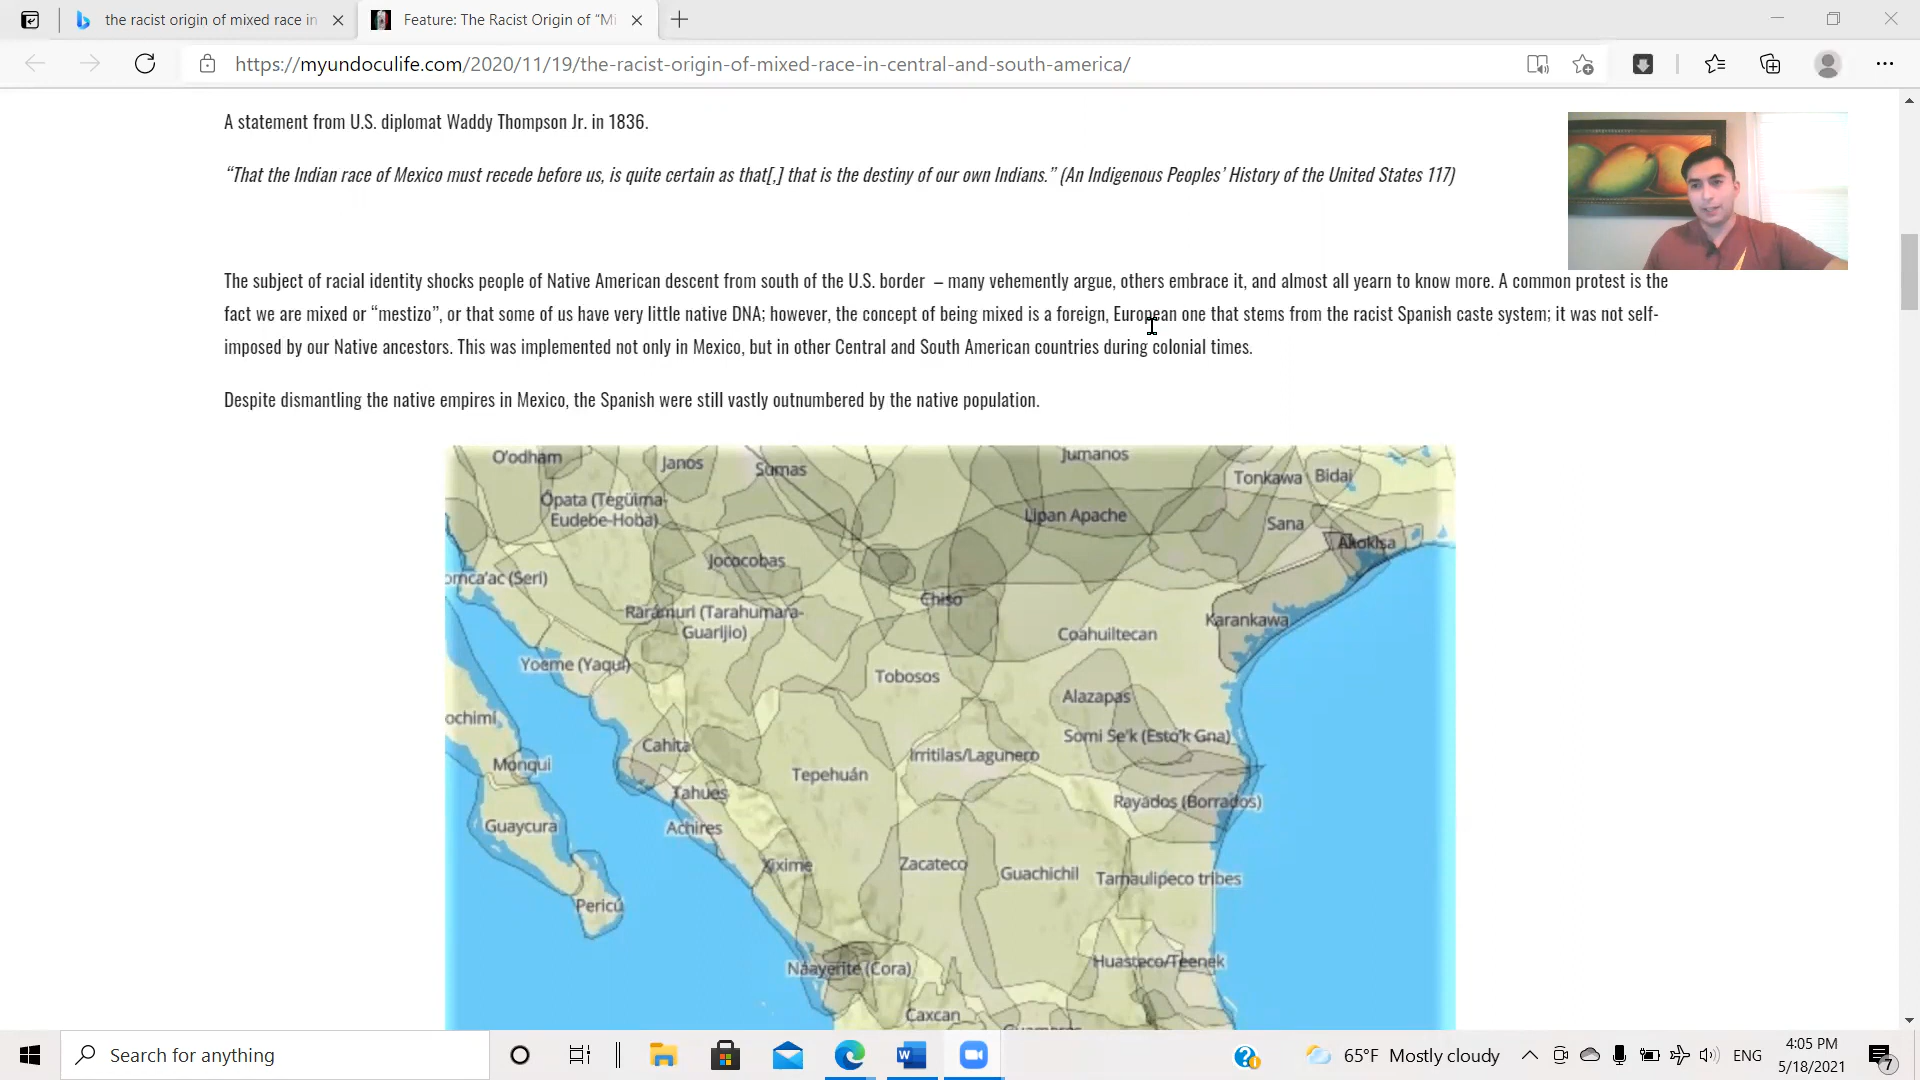 the racist origin of mixed race in
Feature: The Racist Origin of “Mi
https://myundoculife.com/2020/11/19/the-racist-origin-of-mixed-race-in-central-and-south-america/
A statement from U.S. diplomat Waddy Thompson Jr. in 1836.
“That the Indian race of Mexico must recede before us, is quite certain as that[,] that is the destiny of our own Indians.” (An Indigenous Peoples’ History of the United States 117)
The subject of racial identity shocks people of Native American descent from south of the U.S. border – many vehemently argue, others embrace it, and almost all yearn to know more. A common protest is the
fact we are mixed or “mestizo”, or that some of us have very little native DNA; however, the concept of being mixed is a foreign, European one that stems from the racist Spanish caste system; it was not self-
imposed by our Native ancestors. This was implemented not only in Mexico, but in other Central and South American countries during colonial times.
Despite dismantling the native empires in Mexico, the Spanish were still vastly outnumbered by the native population.
O'odham
Janos
Sumas
Jumanos
Tonkawa
Bidai
Ópata (Tegüima-
Eudebe-Hoba)
Lipan Apache
Sana
Akokisa
Jococobas
omca'ac (Seri)
Chiso
Rarámuri (Tarahumara-
Guarijio)
Karankawa
Coahuiltecan
Yoeme (Yaqui)
Tobosos
Alazapas
ochimi
Somi Se'k (Esto'k Gna)
Cahita
Irritilas/Lagunero
Monqui
Tepehuán
Tahues
Rayados (Borrados)
Guaycura
Achires
Xixime
Zacateco
Guachichil
Tamaulipeco tribes
Pericú
Huasteco/Teenek
Náayerite (Cora)
Caxcan
Search for anything
65°F Mostly cloudy
ENG
4:05 PM
5/18/2021
7